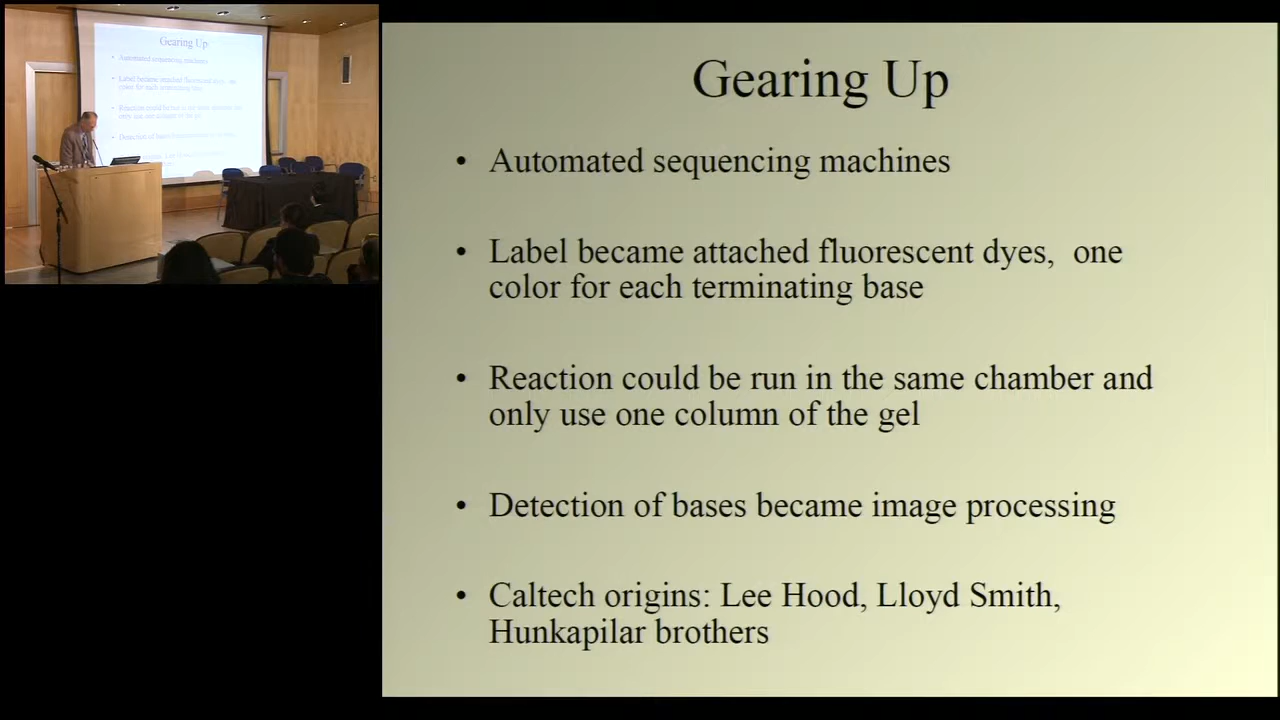 Gearing Up
• Automated sequencing machines
• Label became attached fluorescent dyes,  one
color for each terminating base
• Reaction could be run in the same chamber and
only use one column of the gel
• Detection of bases became image processing
• Caltech origins: Lee Hood, Lloyd Smith,
Hunkapilar brothers